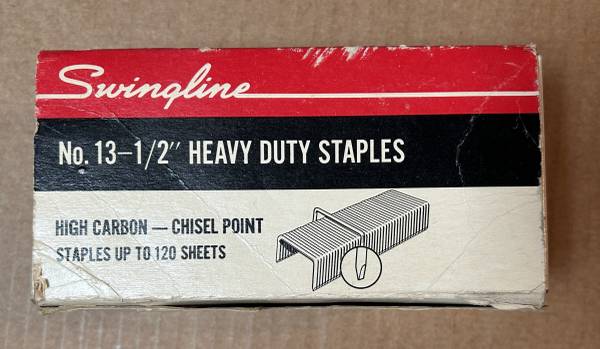 Swingline
No. 13-1/2" HEAVY DUTY STAPLES
HIGH CARBON — CHISEL POINT
STAPLES UP TO 120 SHEETS